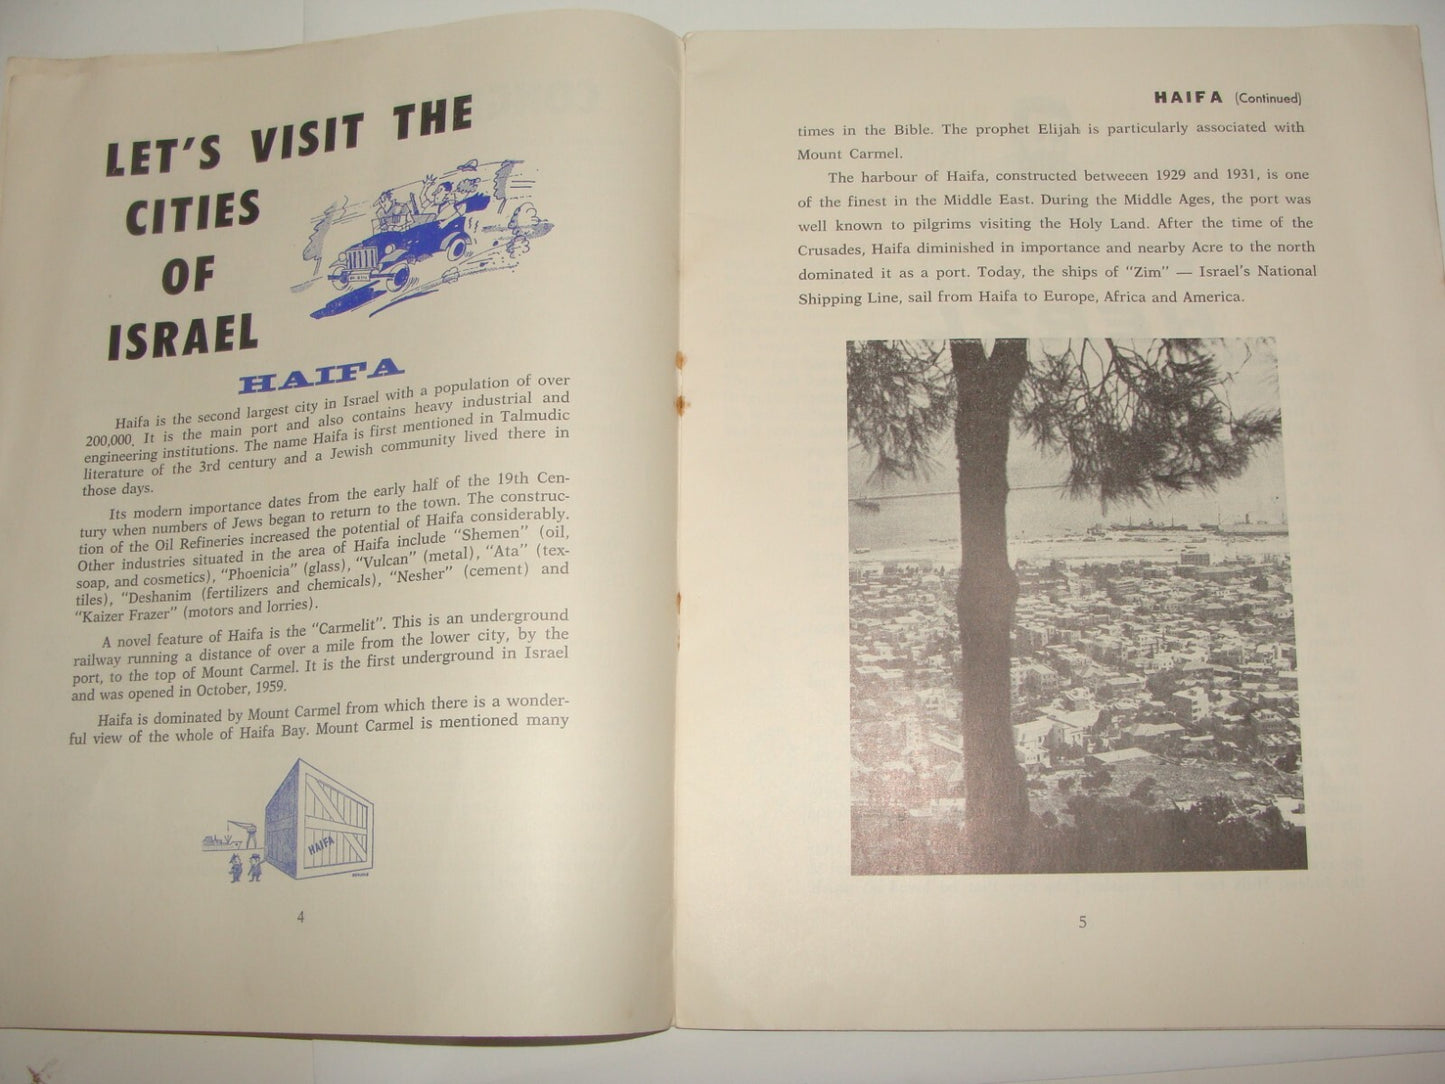 LET'S VISIT THE
CITIES
OF
ISRAEL
HAIFA
Haifa is the second largest city in Israel with a population of over
200,000. It is the main port and also contains heavy industrial and
engineering institutions. The name Haifa is first mentioned in Talmudic
literature of the 3rd century and a Jewish community lived there in
those days.
Its modern importance dates from the early half of the 19th Cen-
tury when numbers of Jews began to return to the town. The construc-
tion of the Oil Refineries increased the potential of Haifa considerably.
Other industries situated in the area of Haifa include "Shemen" (oil,
soap, and cosmetics), "Phoenicia" (glass), "Vulcan" (metal), "Ata" (tex-
tiles), "Deshanim (fertilizers and chemicals), "Nesher" (cement) and
"Kaizer Frazer" (motors and lorries).
A novel feature of Haifa is the "Carmelit". This is an underground
railway running a distance of over a mile from the lower city, by the
port, to the top of Mount Carmel. It is the first underground in Israel
and was opened in October, 1959.
Haifa is dominated by Mount Carmel from which there is a wonder-
ful view of the whole of Haifa Bay. Mount Carmel is mentioned many
HAIFA
4
HAIFA (Continued)
times in the Bible. The prophet Elijah is particularly associated with
Mount Carmel.
The harbour of Haifa, constructed betweeen 1929 and 1931, is one
of the finest in the Middle East. During the Middle Ages, the port was
well known to pilgrims visiting the Holy Land. After the time of the
Crusades, Haifa diminished in importance and nearby Acre to the north
dominated it as a port. Today, the ships of "Zim" — Israel's National
Shipping Line, sail from Haifa to Europe, Africa and America.
5